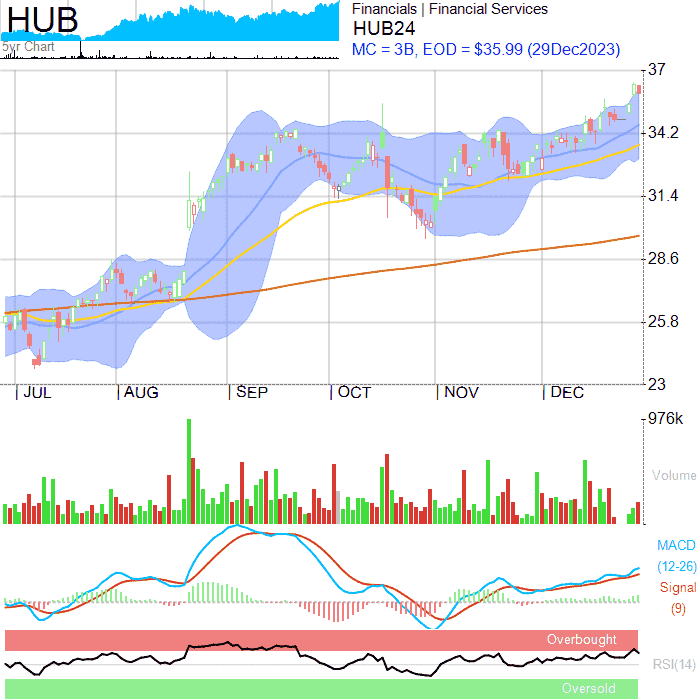 HUB
5yr Chart
Financials | Financial Services
HUB24
MC = 3B, EOD = $35.99 (29Dec2023)
37
34.2
31.4
28.6
25.8
23
JUL
AUG
SEP
OCT
NOV
DEC
976k
Volume
MACD
(12-26)
Signal
(9)
Overbought
RSI(14)
Oversold